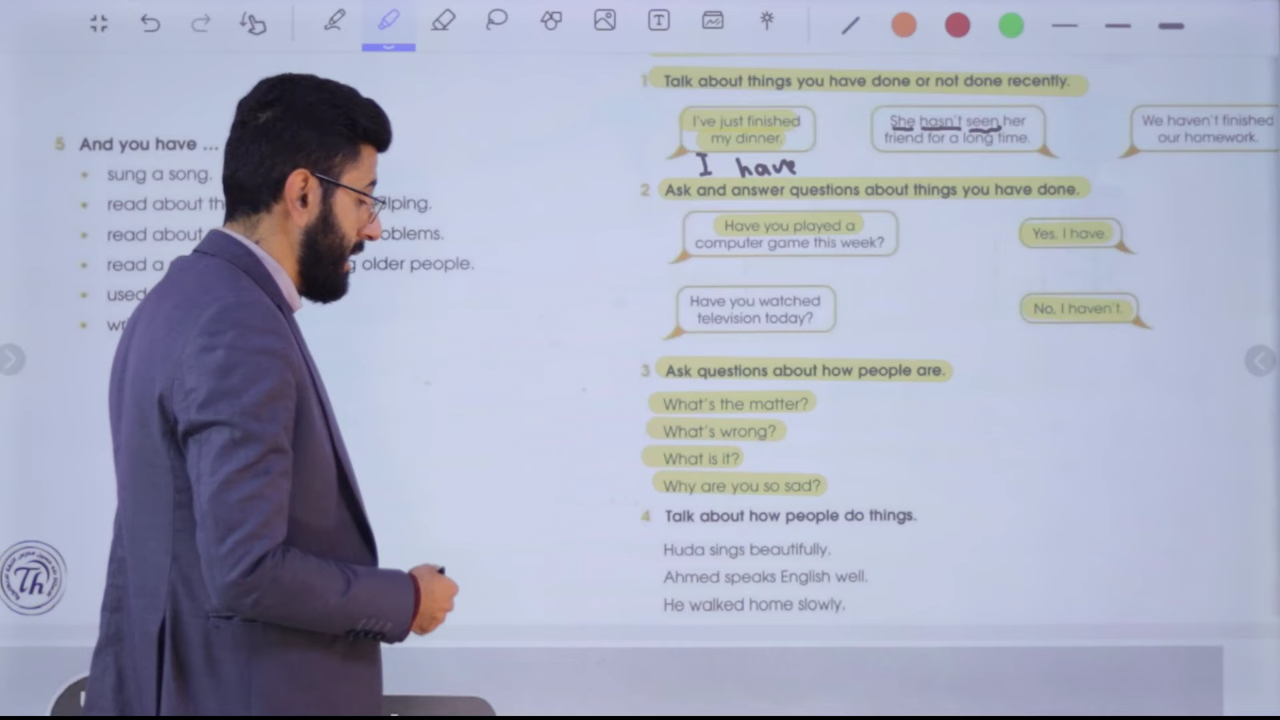 5 And you have ...
sung a song.
read about th
lping.
read about
oblems.
read a
g older people.
used
wr
1 Talk about things you have done or not done recently.
I've just finished
my dinner.
She hasn't seen her
friend for a long time.
We haven't finished
our homework.
I have
2 Ask and answer questions about things you have done.
Have you played a
computer game this week?
Yes, I have.
Have you watched
television today?
No, I haven't.
3 Ask questions about how people are.
What's the matter?
What's wrong?
What is it?
Why are you so sad?
4 Talk about how people do things.
Huda sings beautifully.
Ahmed speaks English well.
He walked home slowly.
Th